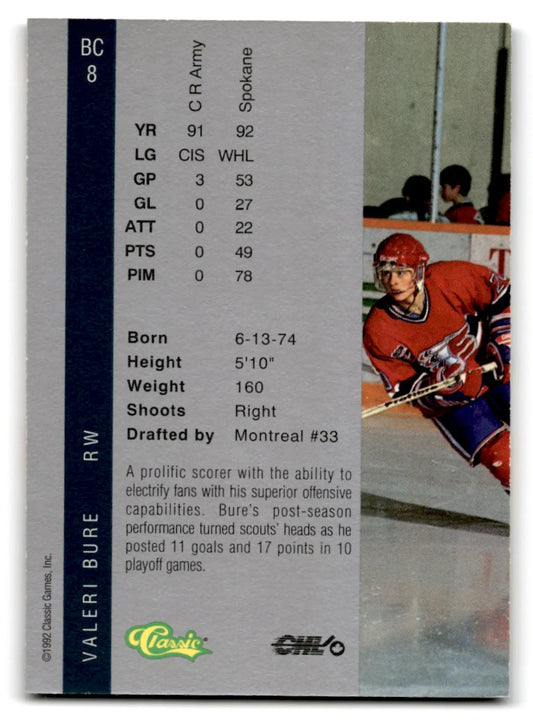 BC
8
C R Army Spokane
YR 91 92
LG CIS WHL
GP 3 53
GL 0 27
ATT 0 22
PTS 0 49
PIM 0 78
Born 6-13-74
Height 5'10"
Weight 160
Shoots Right
Drafted by Montreal #33
A prolific scorer with the ability to
electrify fans with his superior offensive
capabilities. Bure's post-season
performance turned scouts' heads as he
posted 11 goals and 17 points in 10
playoff games.
VALERI BURE RW
©1992 Classic Games, Inc.
Classic
CHL